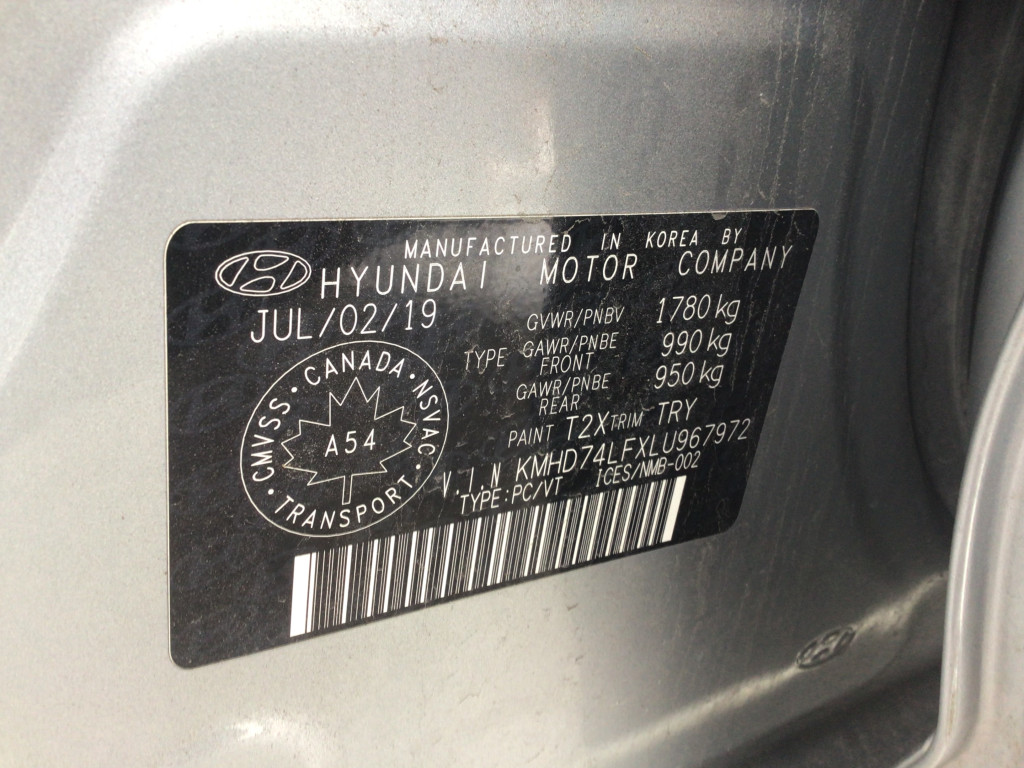 MANUFACTURED IN KOREA BY
HYUNDAI MOTOR COMPANY
JUL/02/19
GVWR/PNBV 1780 kg
TYPE GAWR/PNBE FRONT 990 kg
GAWR/PNBE REAR 950 kg
PAINT T2X TRIM TRY
V.I.N KMHD74LFXLU967972
TYPE:PC/VT ICES/NMB-002
CMVSS • CANADA • NSVAC • TRANSPORT •
A54